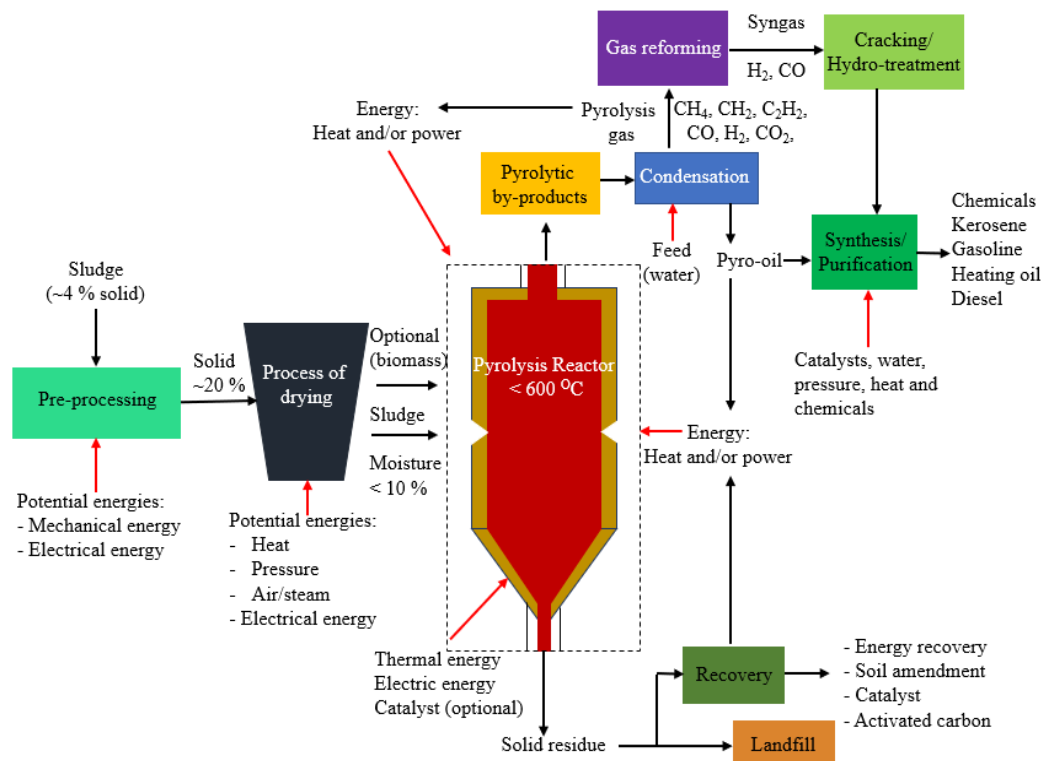 Syngas
Gas reforming
Cracking/
Hydro-treatment
H₂, CO
Energy:
Heat and/or power
Pyrolysis
gas
CH₄, CH₂, C₂H₂,
CO, H₂, CO₂,
Pyrolytic
by-products
Condensation
Chemicals
Kerosene
Gasoline
Heating oil
Diesel
Feed
(water)
Pyro-oil
Synthesis/
Purification
Sludge
(~4 % solid)
Solid
~20 %
Process of
drying
Optional
(biomass)
Pyrolysis Reactor
< 600 ⁰C
Catalysts, water,
pressure, heat and
chemicals
Pre-processing
Sludge
Moisture
< 10 %
Energy:
Heat and/or power
Potential energies:
- Mechanical energy
- Electrical energy
Potential energies:
- Heat
- Pressure
- Air/steam
- Electrical energy
Thermal energy
Electric energy
Catalyst (optional)
Recovery
- Energy recovery
- Soil amendment
- Catalyst
- Activated carbon
Solid residue
Landfill